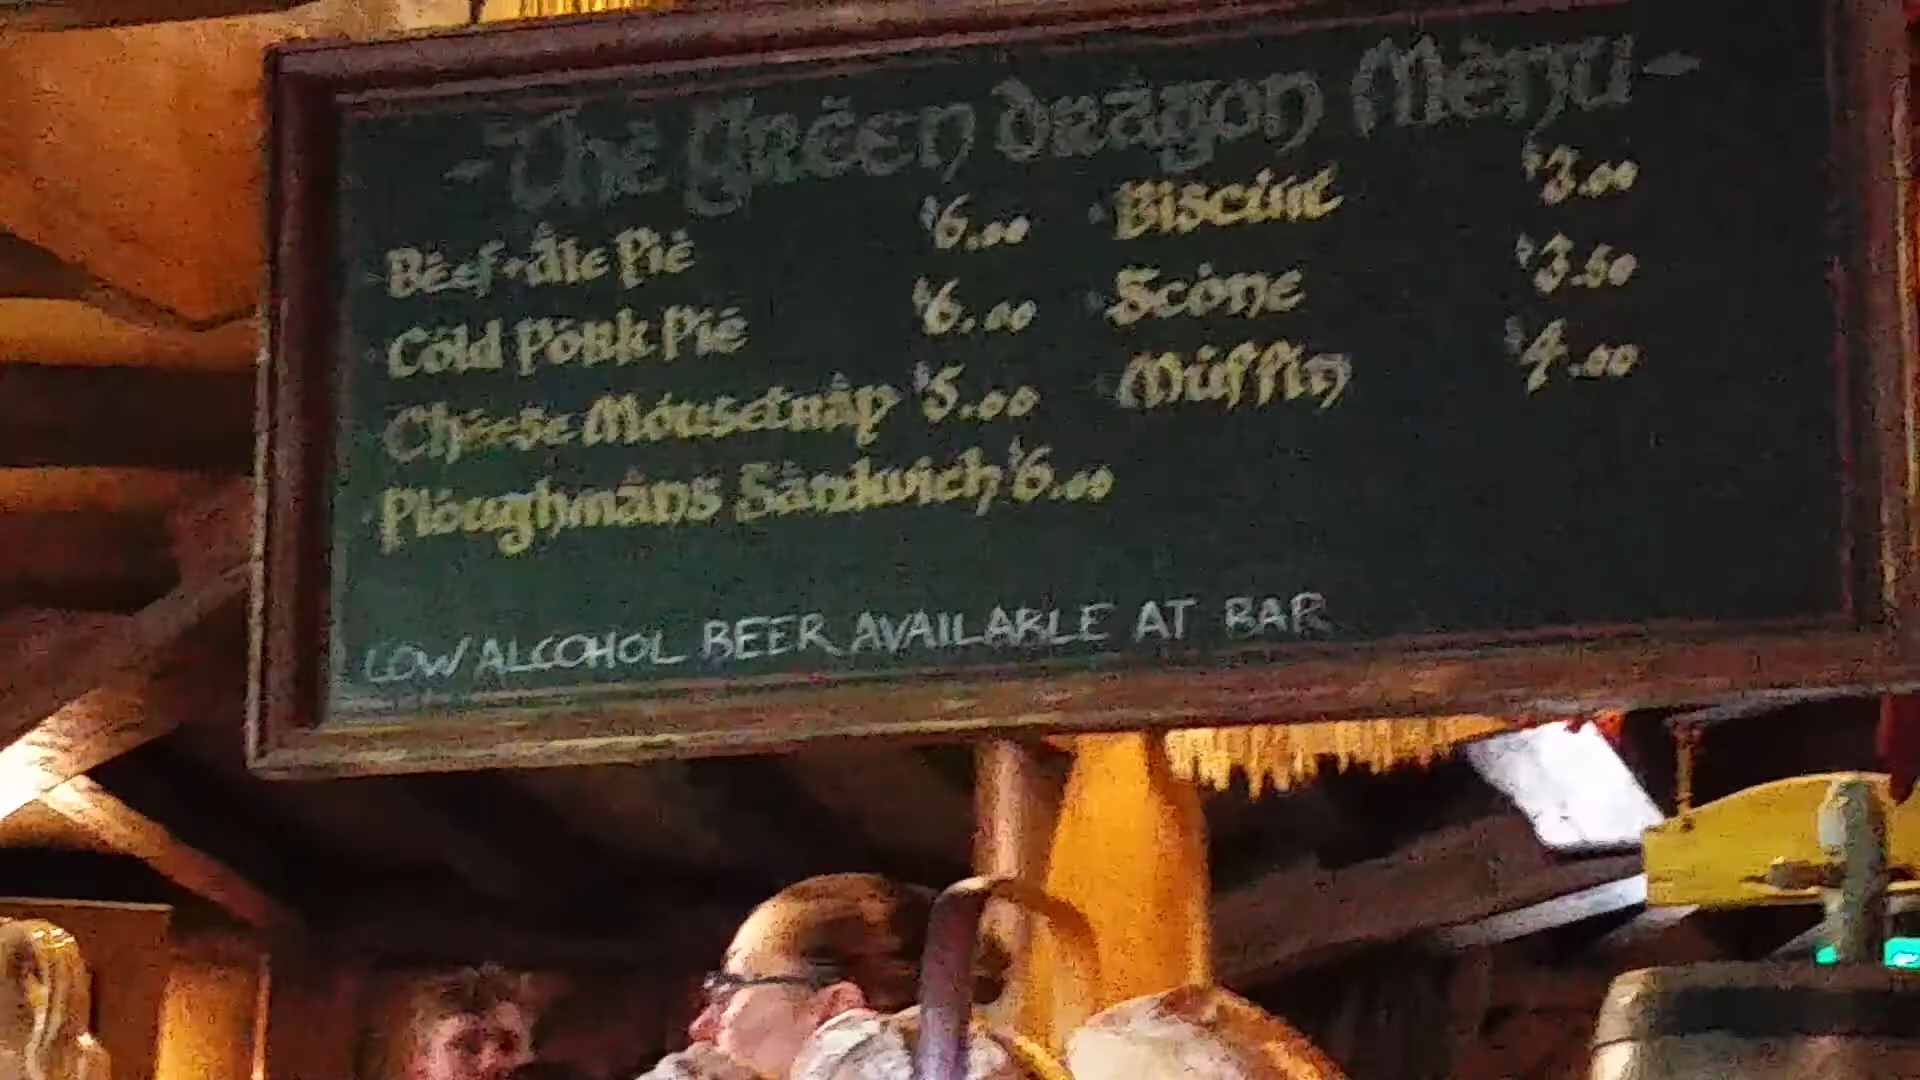 -The Green Dragon Menu-
Beef+Ale Pie $6.00
Cold Pork Pie $6.00
Cheese Mousetrap $5.00
Ploughmans Sandwich $6.00
Biscuit $3.00
Scone $3.50
Muffin $4.00
LOW ALCOHOL BEER AVAILABLE AT BAR